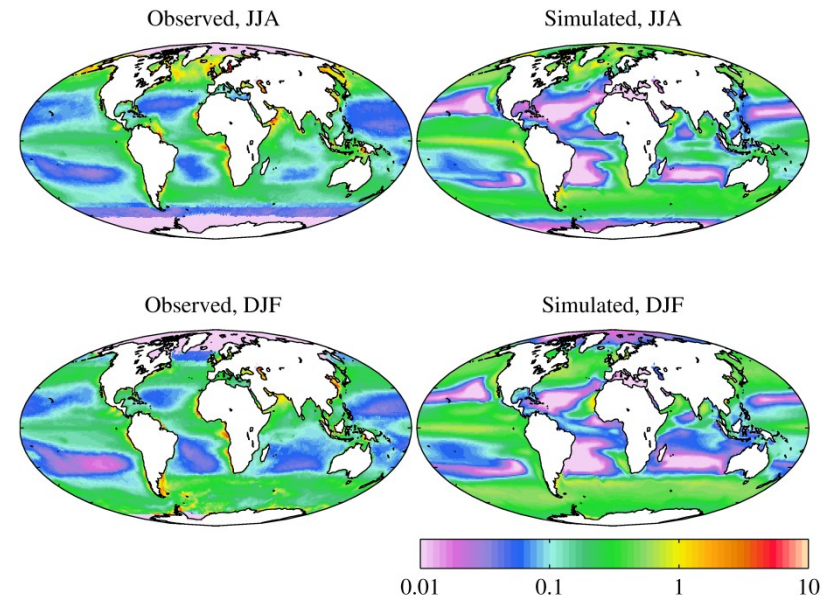 Observed, JJA
Simulated, JJA
Observed, DJF
Simulated, DJF
0.01 0.1 1 10